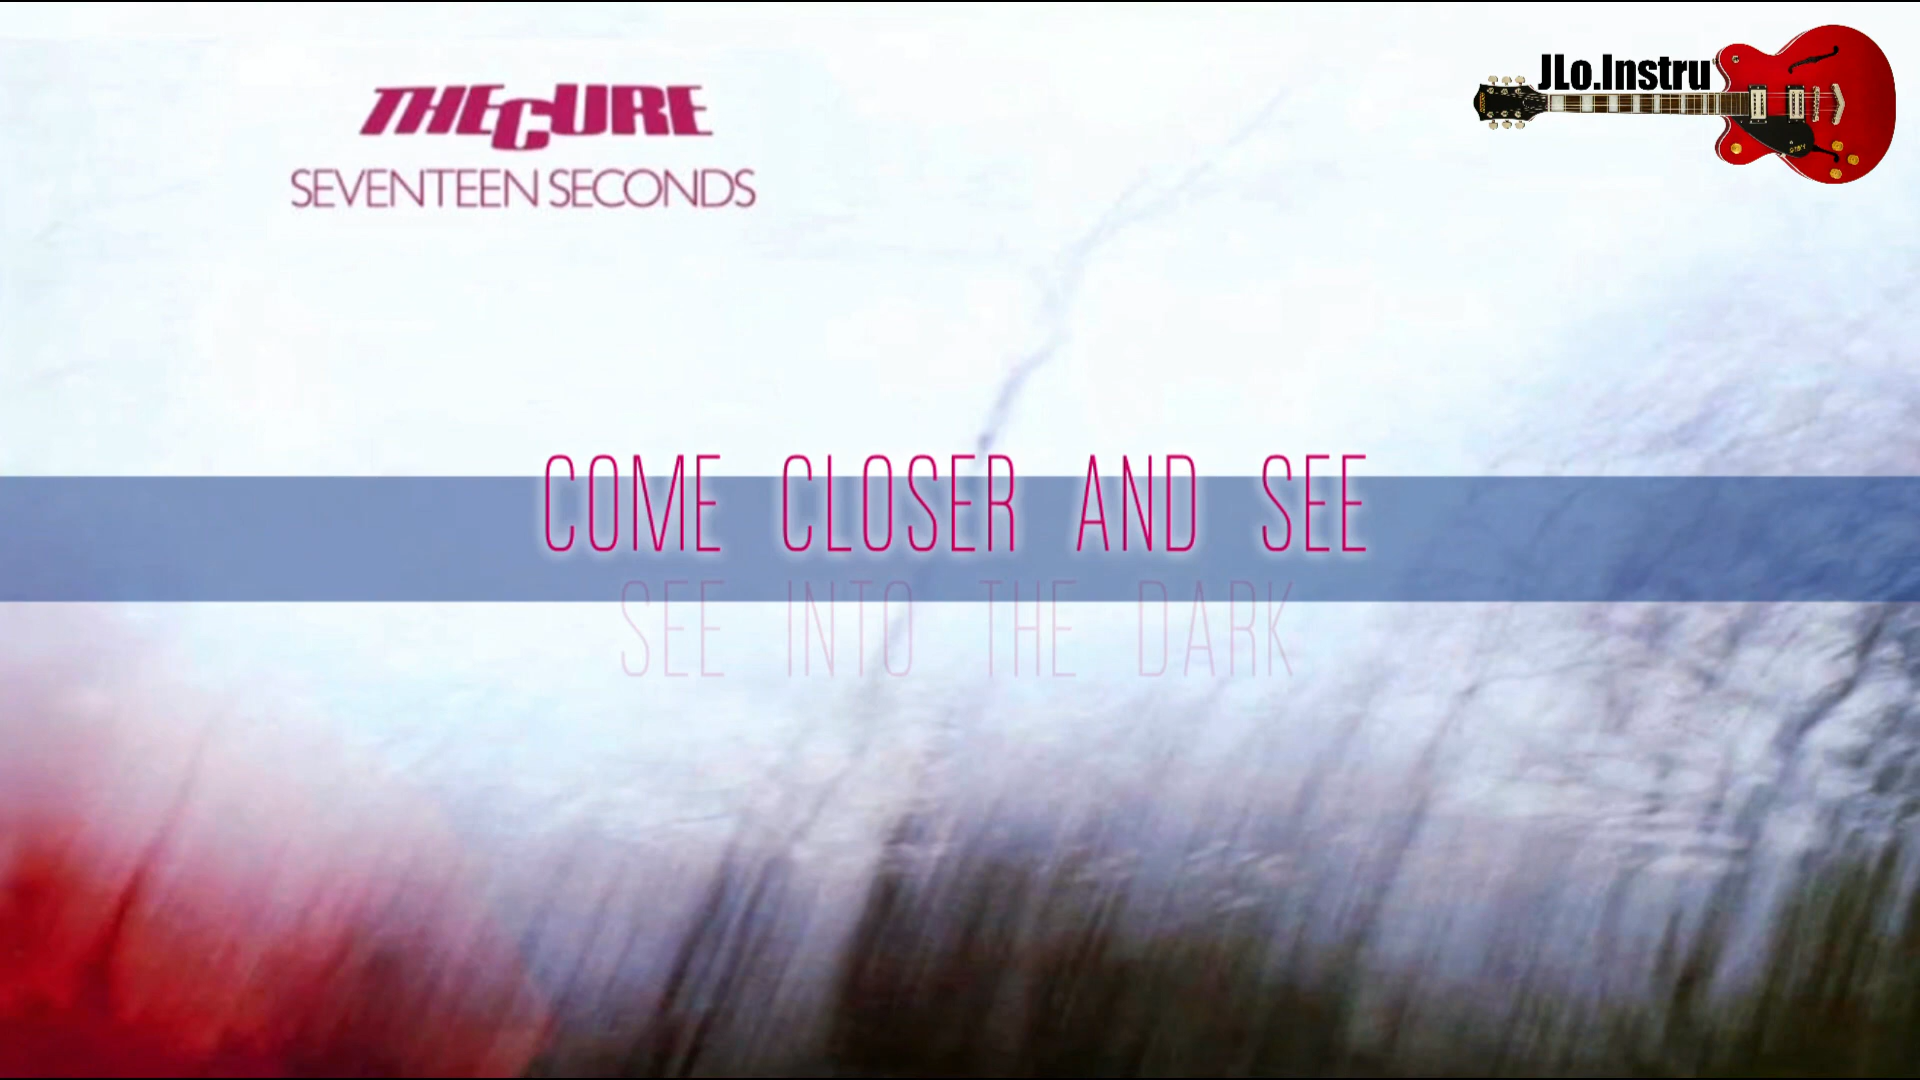 THE CURE
SEVENTEEN SECONDS
JLo.Instru
COME CLOSER AND SEE
SEE INTO THE DARK